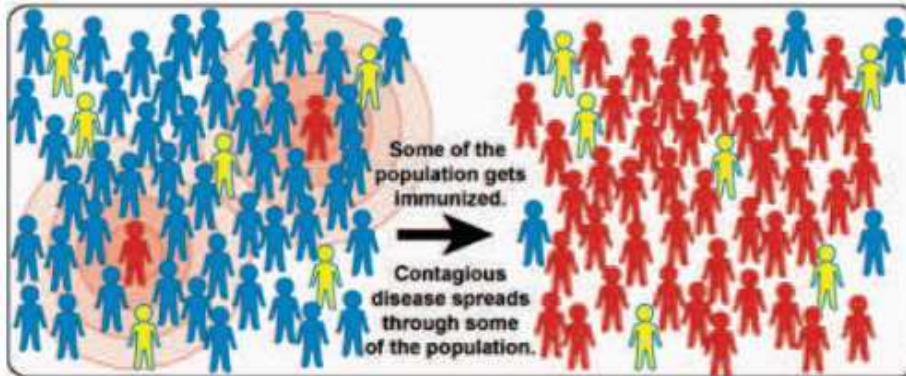 Some of the
population gets
immunized.
Contagious
disease spreads
through some
of the population.